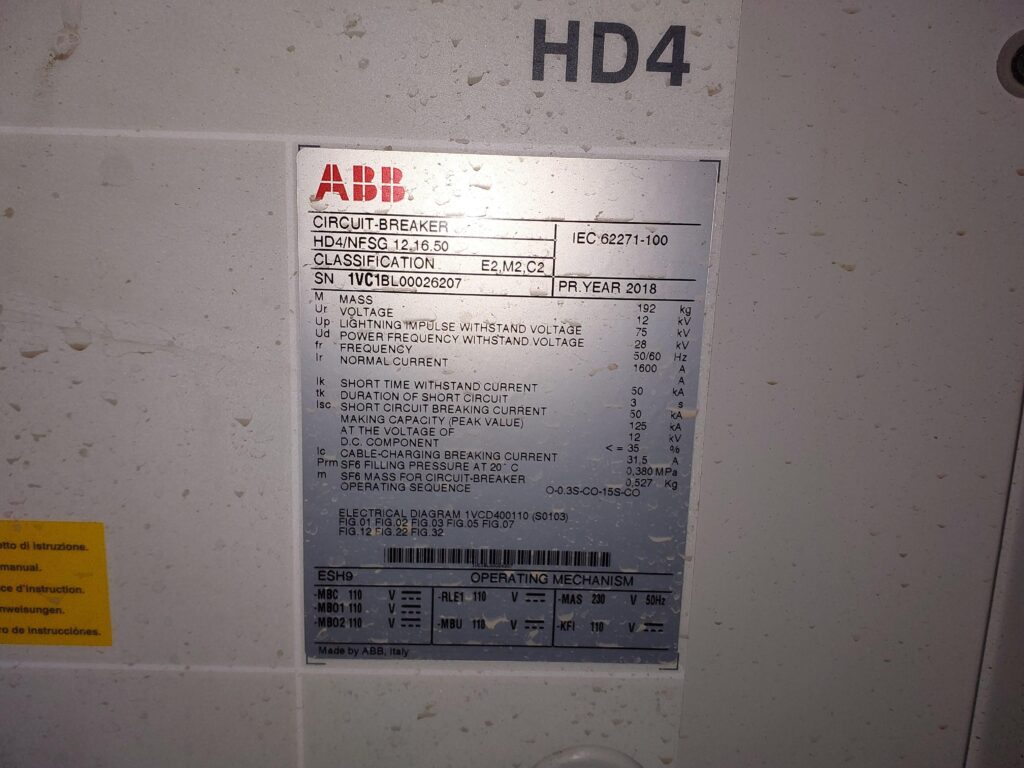 HD4
ABB
CIRCUIT-BREAKER
HD4/NFSG 12.16.50
IEC 62271-100
CLASSIFICATION E2,M2,C2
SN 1VC1BL00026207 PR.YEAR 2018
M MASS 192 kg
Ur VOLTAGE 12 kV
Up LIGHTNING IMPULSE WITHSTAND VOLTAGE 75 kV
Ud POWER FREQUENCY WITHSTAND VOLTAGE 28 kV
fr FREQUENCY 50/60 Hz
Ir NORMAL CURRENT 1600 A
A
Ik SHORT TIME WITHSTAND CURRENT 50 kA
tk DURATION OF SHORT CIRCUIT 3 s
Isc SHORT CIRCUIT BREAKING CURRENT 50 kA
MAKING CAPACITY (PEAK VALUE) 125 kA
AT THE VOLTAGE OF 12 kV
D.C. COMPONENT <= 35 %
Ic CABLE-CHARGING BREAKING CURRENT 31,5 A
Prm SF6 FILLING PRESSURE AT 20° C 0,380 MPa
m SF6 MASS FOR CIRCUIT-BREAKER 0,527 Kg
OPERATING SEQUENCE O-0.3S-CO-15S-CO
ELECTRICAL DIAGRAM 1VCD400110 (S0103)
FIG.01 FIG.02 FIG.03 FIG.05 FIG.07
FIG.12 FIG.22 FIG.32
ESH9 OPERATING MECHANISM
-MBC 110 V -RLE1 110 V -MAS 230 V 50Hz
-MBO1 110 V
-MBO2 110 V -MBU 110 V -KFI 110 V
Made by ABB, Italy
di istruzione.
manual.
d'instruction.
de instrucciónes.